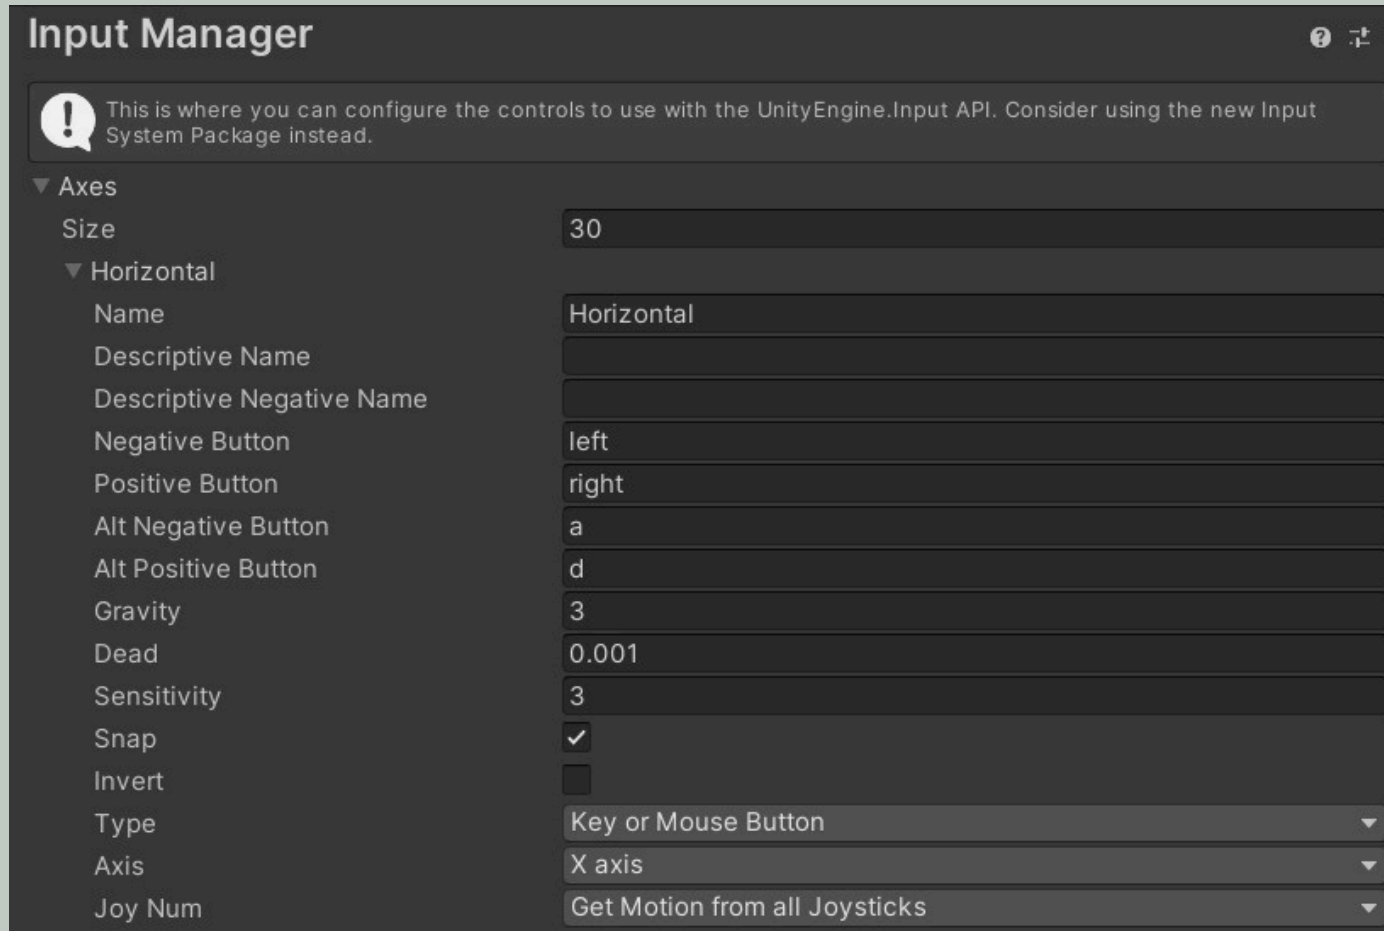 Input Manager
This is where you can configure the controls to use with the UnityEngine.Input API. Consider using the new Input
System Package instead.
Axes
Size 30
Horizontal
Name Horizontal
Descriptive Name
Descriptive Negative Name
Negative Button left
Positive Button right
Alt Negative Button a
Alt Positive Button d
Gravity 3
Dead 0.001
Sensitivity 3
Snap
Invert
Type Key or Mouse Button
Axis X axis
Joy Num Get Motion from all Joysticks